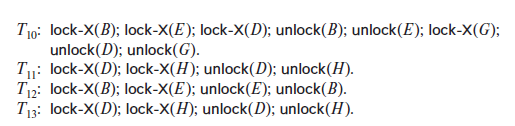 T10: lock-X(B); lock-X(E); lock-X(D); unlock(B); unlock(E); lock-X(G);
unlock(D); unlock(G).
T11: lock-X(D); lock-X(H); unlock(D); unlock(H).
T12: lock-X(B); lock-X(E); unlock(E); unlock(B).
T13: lock-X(D); lock-X(H); unlock(D); unlock(H).